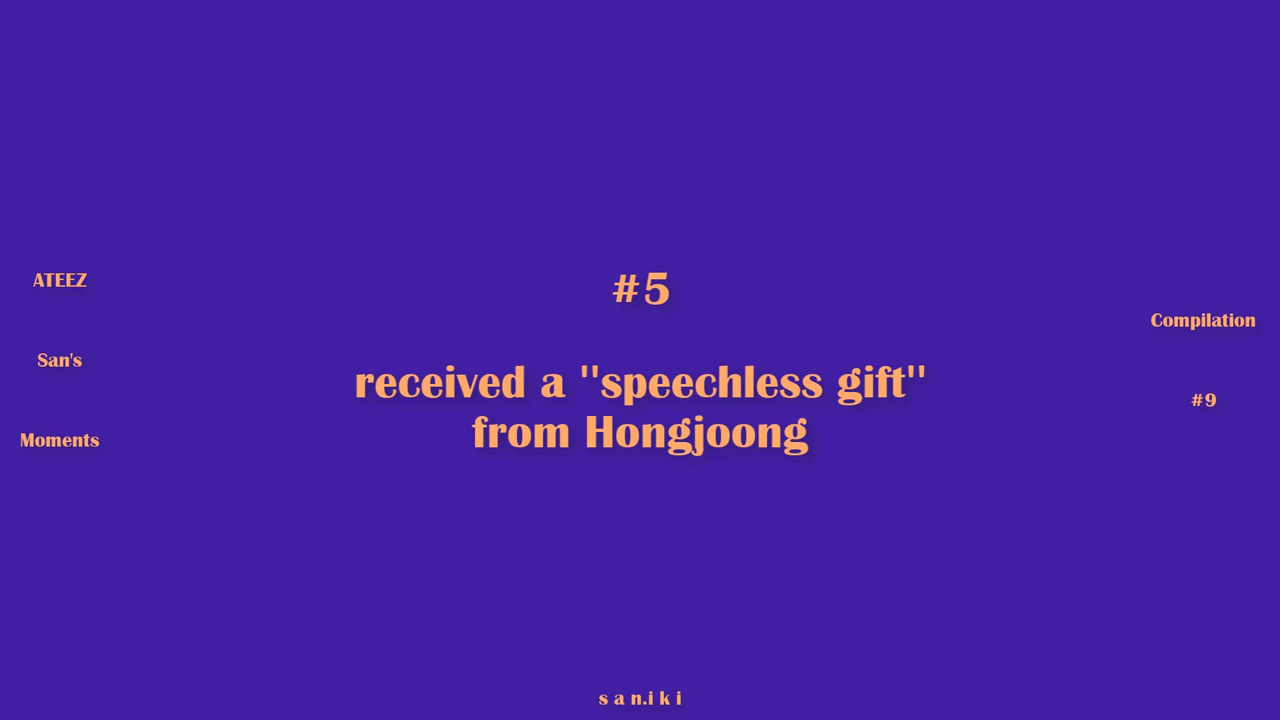 ATEEZ
San's
Moments
#5
received a "speechless gift"
from Hongjoong
Compilation
#9
s a n.i k i